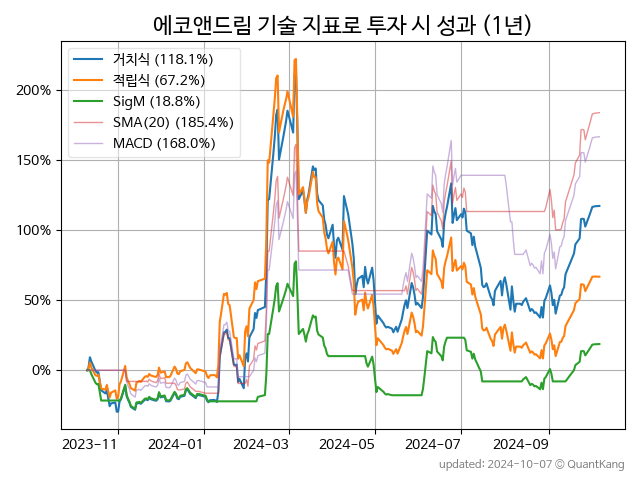 에코앤드림 기술 지표로 투자 시 성과 (1년)
거치식 (118.1%)
적립식 (67.2%)
SigM (18.8%)
SMA(20) (185.4%)
MACD (168.0%)
200%
150%
100%
50%
0%
2023-11 2024-01 2024-03 2024-05 2024-07 2024-09
updated: 2024-10-07 © QuantKang